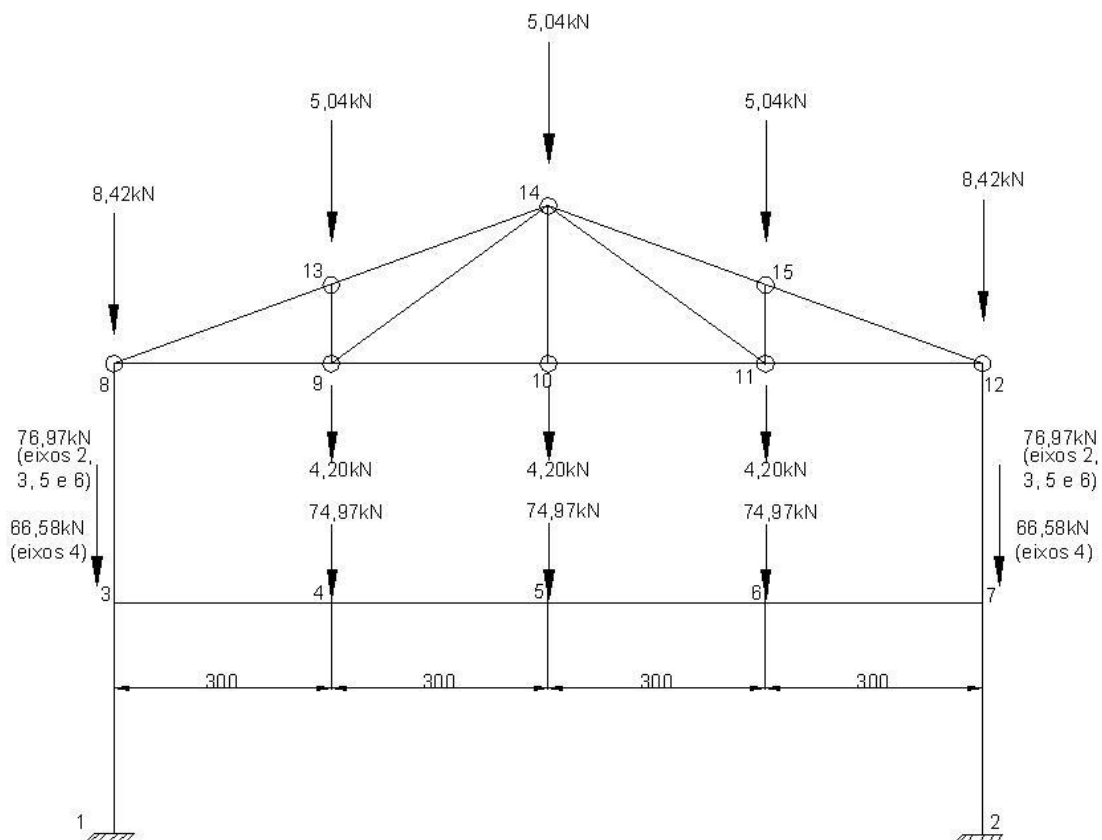 5,04kN
5,04kN
5,04kN
8,42kN
8,42kN
14
13
15
8
9
10
11
12
76,97kN
(eixos 2,
3, 5 e 6)
66,58kN
(eixos 4)
4,20kN
4,20kN
4,20kN
74,97kN
74,97kN
74,97kN
76,97kN
(eixos 2,
3, 5 e 6)
66,58kN
(eixos 4)
3
4
5
6
7
300
300
300
300
1
2